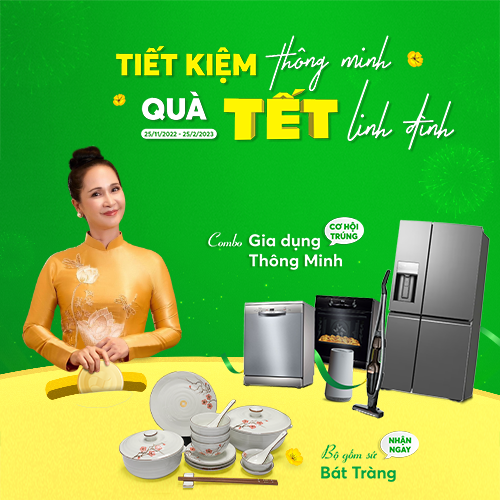 TIẾT KIỆM thông minh
QUÀ TẾT linh đình
25/11/2022 - 25/2/2023
CƠ HỘI
TRÚNG
Combo Gia dụng
Thông Minh
NHẬN
NGAY
Bộ gốm sứ
Bát Tràng